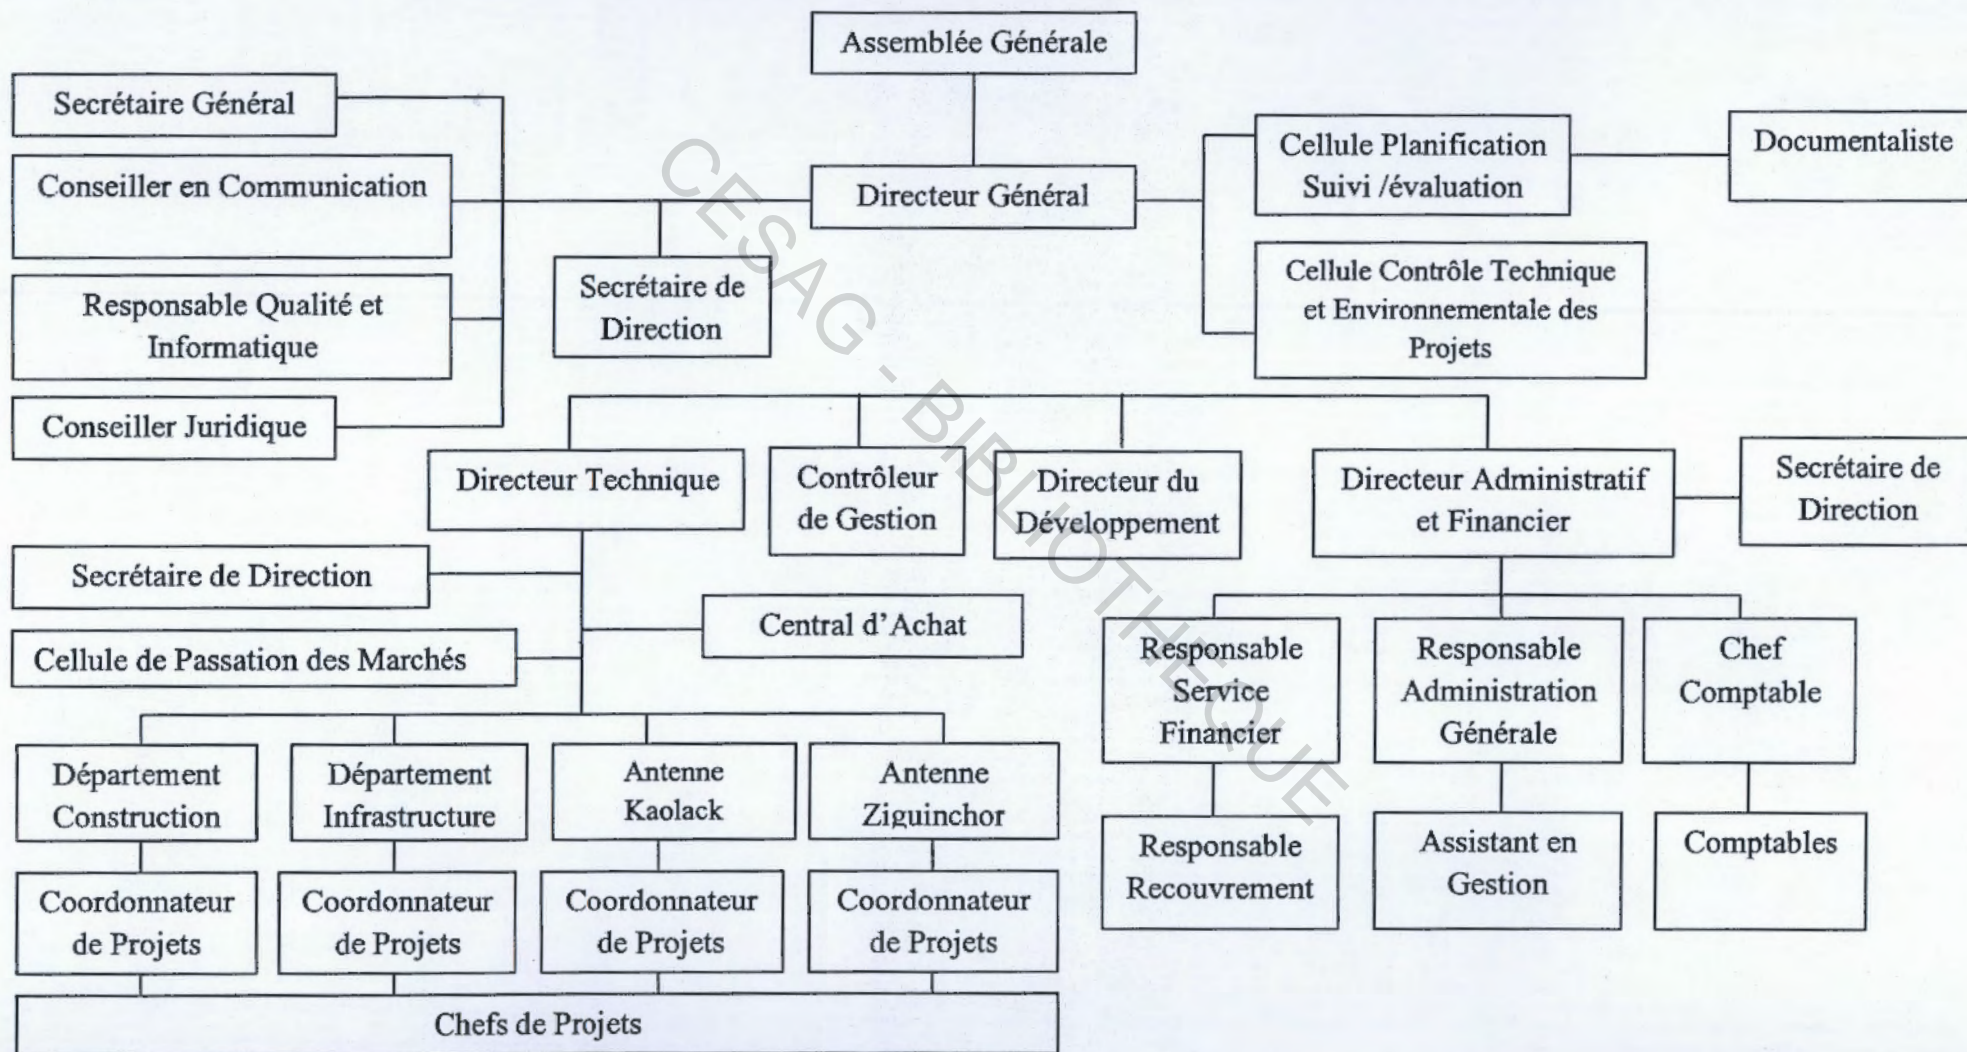 Assemblée Générale
Secrétaire Général
Conseiller en Communication
Responsable Qualité et
Informatique
Conseiller Juridique
Directeur Général
Secrétaire de
Direction
Cellule Planification
Suivi /évaluation
Documentaliste
Cellule Contrôle Technique
et Environnementale des
Projets
Directeur Technique
Contrôleur
de Gestion
Directeur du
Développement
Directeur Administratif
et Financier
Secrétaire de
Direction
Secrétaire de Direction
Central d'Achat
Cellule de Passation des Marchés
Responsable
Service
Financier
Responsable
Administration
Générale
Chef
Comptable
Département
Construction
Département
Infrastructure
Antenne
Kaolack
Antenne
Ziguinchor
Responsable
Recouvrement
Assistant en
Gestion
Comptables
Coordonnateur
de Projets
Coordonnateur
de Projets
Coordonnateur
de Projets
Coordonnateur
de Projets
Chefs de Projets
CESAG - BIBLIOTHEQUE